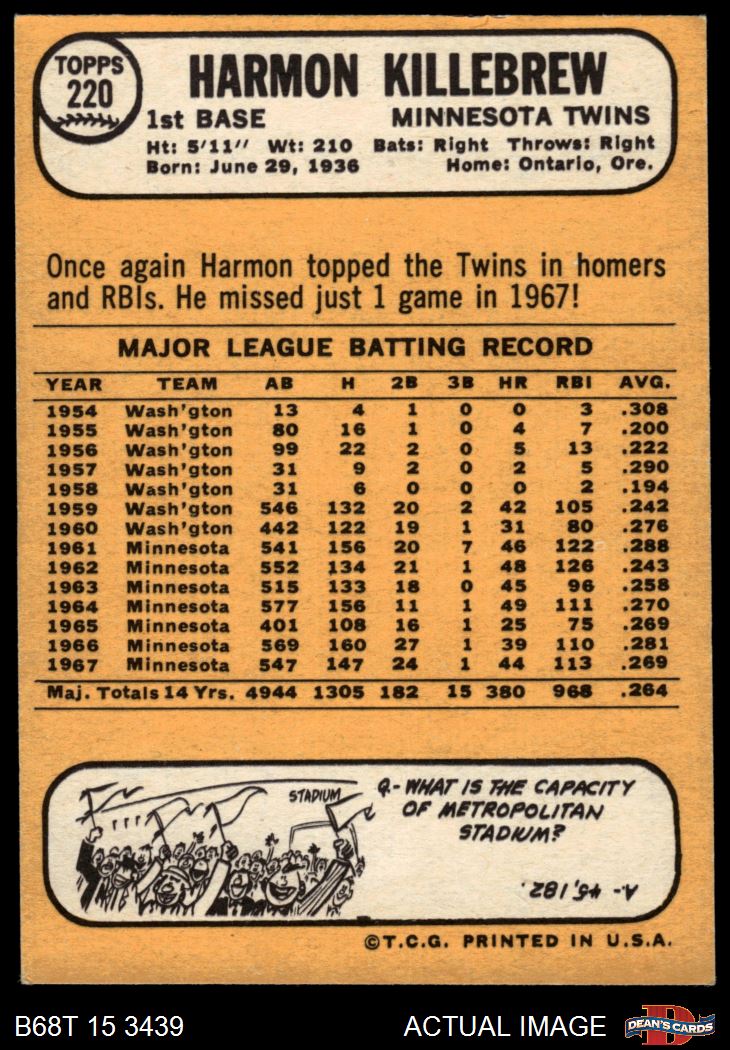 TOPPS
220
HARMON KILLEBREW
1st BASE MINNESOTA TWINS
Ht: 5'11" Wt: 210 Bats: Right Throws: Right
Born: June 29, 1936 Home: Ontario, Ore.
Once again Harmon topped the Twins in homers
and RBIs. He missed just 1 game in 1967!
MAJOR LEAGUE BATTING RECORD
YEAR TEAM AB H 2B 3B HR RBI AVG.
1954 Wash'gton 13 4 1 0 0 3 .308
1955 Wash'gton 80 16 1 0 4 7 .200
1956 Wash'gton 99 22 2 0 5 13 .222
1957 Wash'gton 31 9 2 0 2 5 .290
1958 Wash'gton 31 6 0 0 0 2 .194
1959 Wash'gton 546 132 20 2 42 105 .242
1960 Wash'gton 442 122 19 1 31 80 .276
1961 Minnesota 541 156 20 7 46 122 .288
1962 Minnesota 552 134 21 1 48 126 .243
1963 Minnesota 515 133 18 0 45 96 .258
1964 Minnesota 577 156 11 1 49 111 .270
1965 Minnesota 401 108 16 1 25 75 .269
1966 Minnesota 569 160 27 1 39 110 .281
1967 Minnesota 547 147 24 1 44 113 .269
Maj. Totals 14 Yrs. 4944 1305 182 15 380 968 .264
STADIUM
Q.- WHAT IS THE CAPACITY
OF METROPOLITAN
STADIUM?
A.- 45,182.
©T.C.G. PRINTED IN U.S.A.
B68T 15 3439 ACTUAL IMAGE
D
DEAN'S CARDS